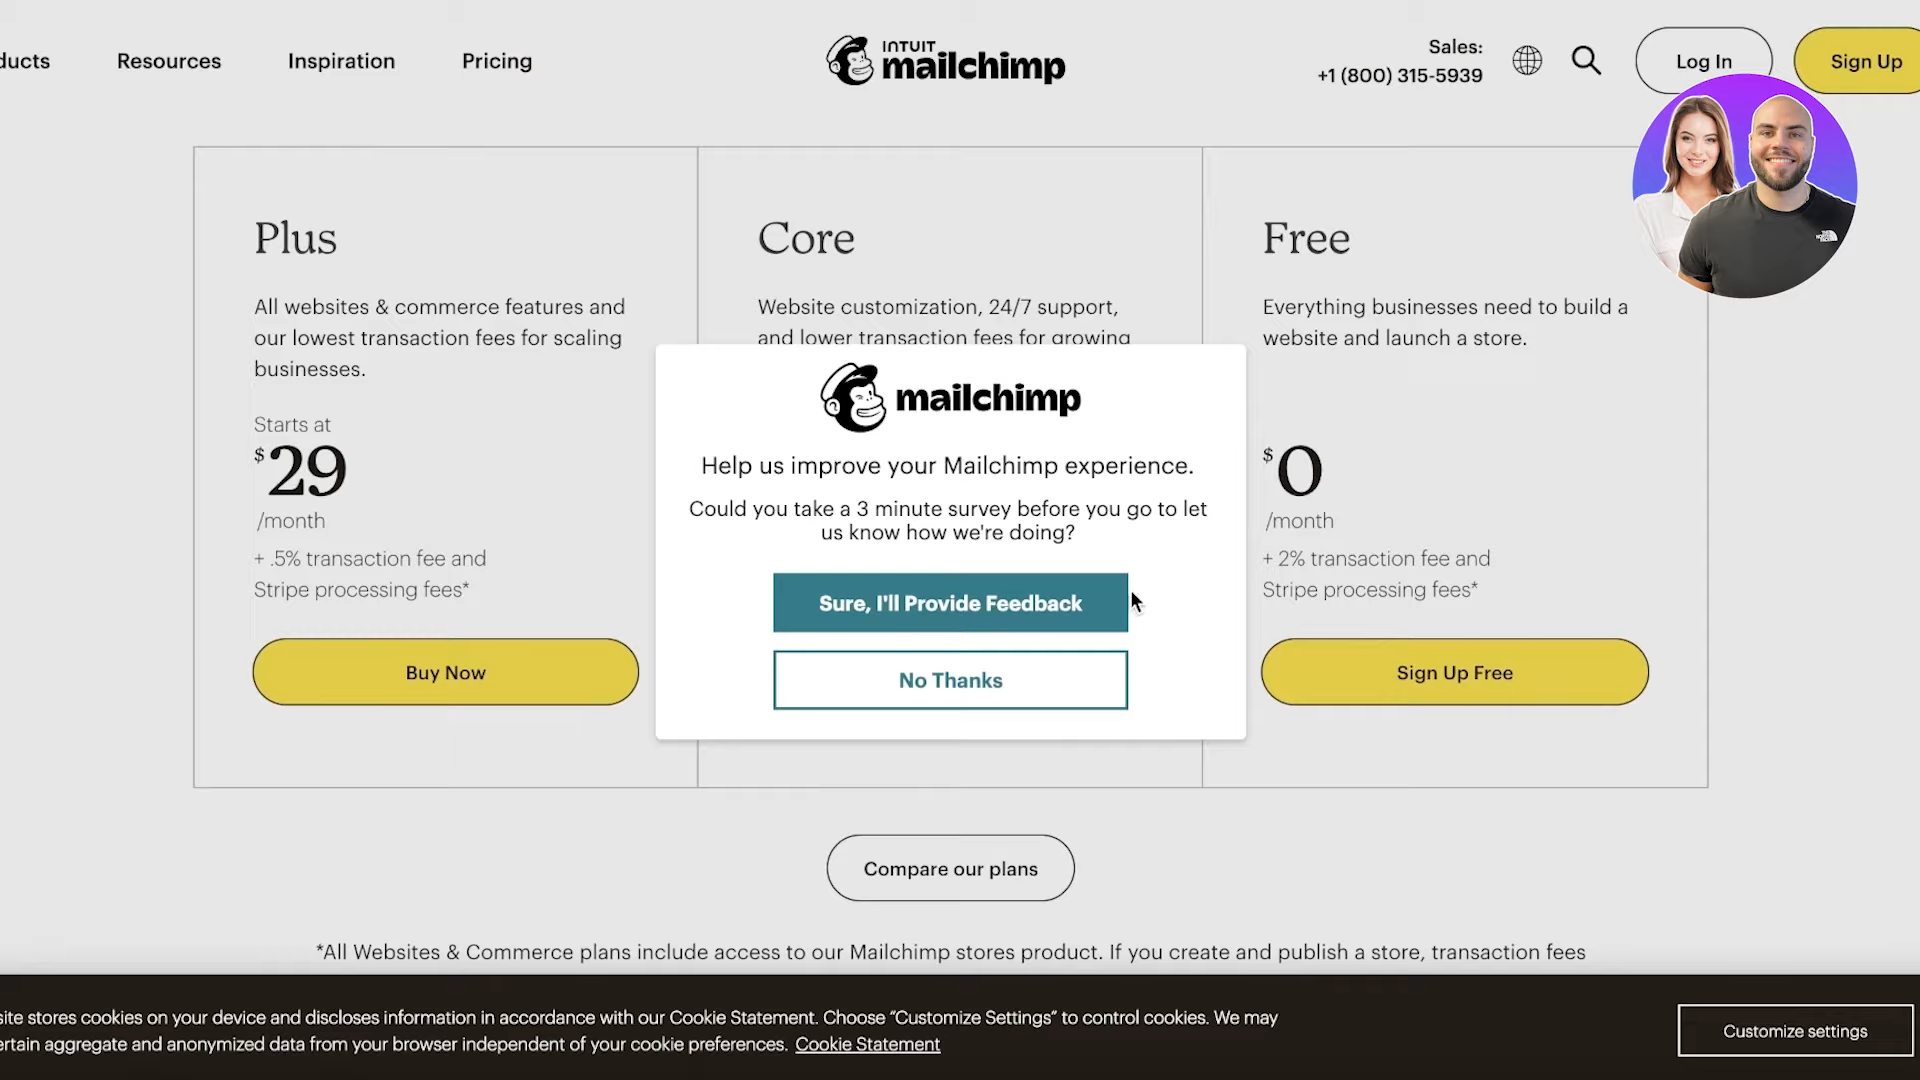 ducts
Resources
Inspiration
Pricing
INTUIT
mailchimp
Sales:
+1 (800) 315-5939
Log In
Sign Up
Plus
All websites & commerce features and
our lowest transaction fees for scaling
businesses.
Starts at
$29
/month
+ .5% transaction fee and
Stripe processing fees*
Buy Now
Core
Website customization, 24/7 support,
and lower transaction fees for growing
Free
Everything businesses need to build a
website and launch a store.
$0
/month
+ 2% transaction fee and
Stripe processing fees*
Sign Up Free
mailchimp
Help us improve your Mailchimp experience.
Could you take a 3 minute survey before you go to let
us know how we're doing?
Sure, I'll Provide Feedback
No Thanks
Compare our plans
*All Websites & Commerce plans include access to our Mailchimp stores product. If you create and publish a store, transaction fees
site stores cookies on your device and discloses information in accordance with our Cookie Statement. Choose “Customize Settings” to control cookies. We may
ertain aggregate and anonymized data from your browser independent of your cookie preferences. Cookie Statement
Customize settings